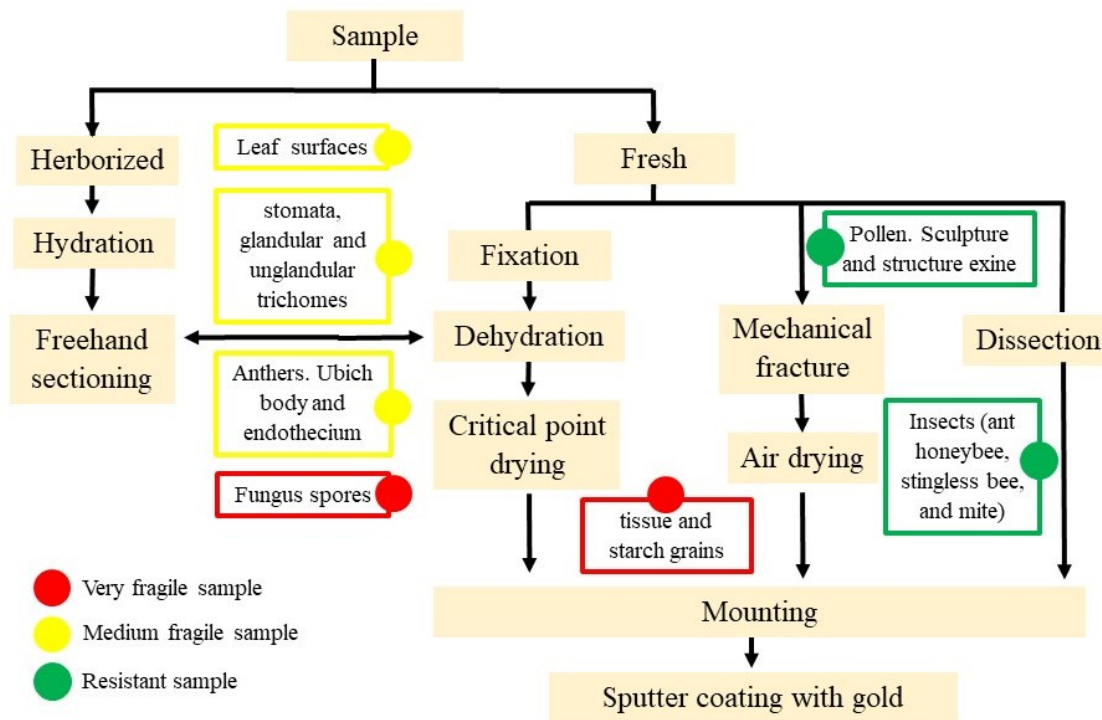 Sample
Herborized
Leaf surfaces
Fresh
Hydration
stomata,
glandular and
unglandular
trichomes
Fixation
Pollen. Sculpture
and structure exine
Freehand
sectioning
Dehydration
Mechanical
fracture
Dissection
Anthers. Ubich
body and
endothecium
Critical point
drying
Air drying
Insects (ant
honeybee,
stingless bee,
and mite)
Fungus spores
tissue and
starch grains
Very fragile sample
Medium fragile sample
Resistant sample
Mounting
Sputter coating with gold